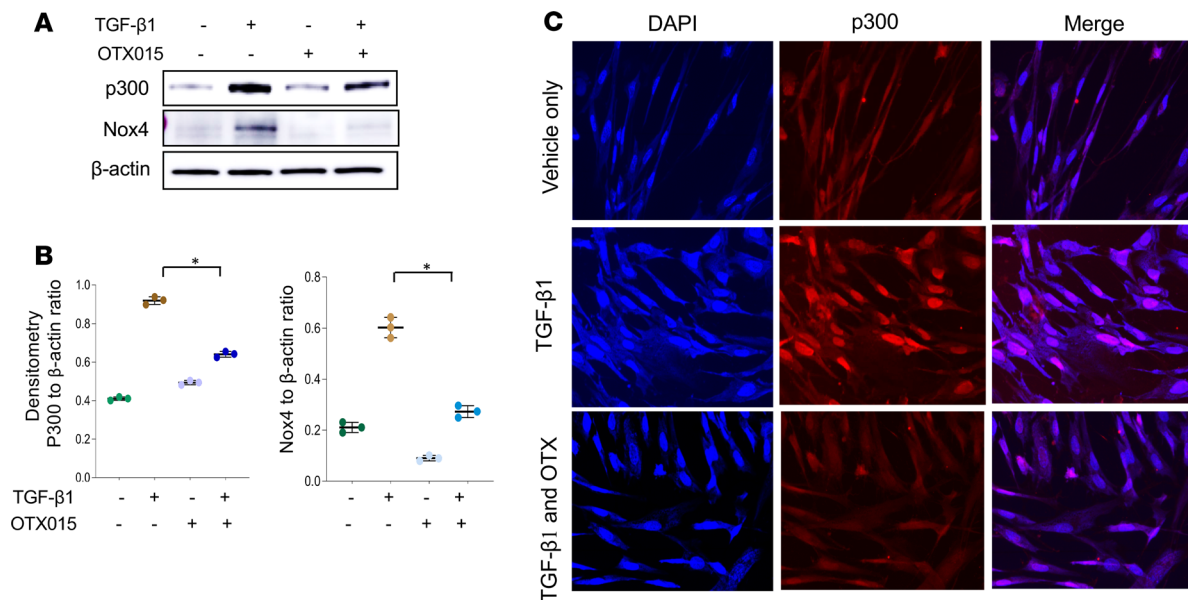 A
TGF-β1 - + - +
OTX015 - - + +
p300
Nox4
β-actin
B
Densitometry
P300 to β-actin ratio
1.0
0.8
0.6
0.4
0.2
0.0
*
Nox4 to β-actin ratio
0.8
0.6
0.4
0.2
0.0
*
TGF-β1 - + - + - + - +
OTX015 - - + + - - + +
C
DAPI p300 Merge
Vehicle only
TGF-β1
TGF-β1 and OTX